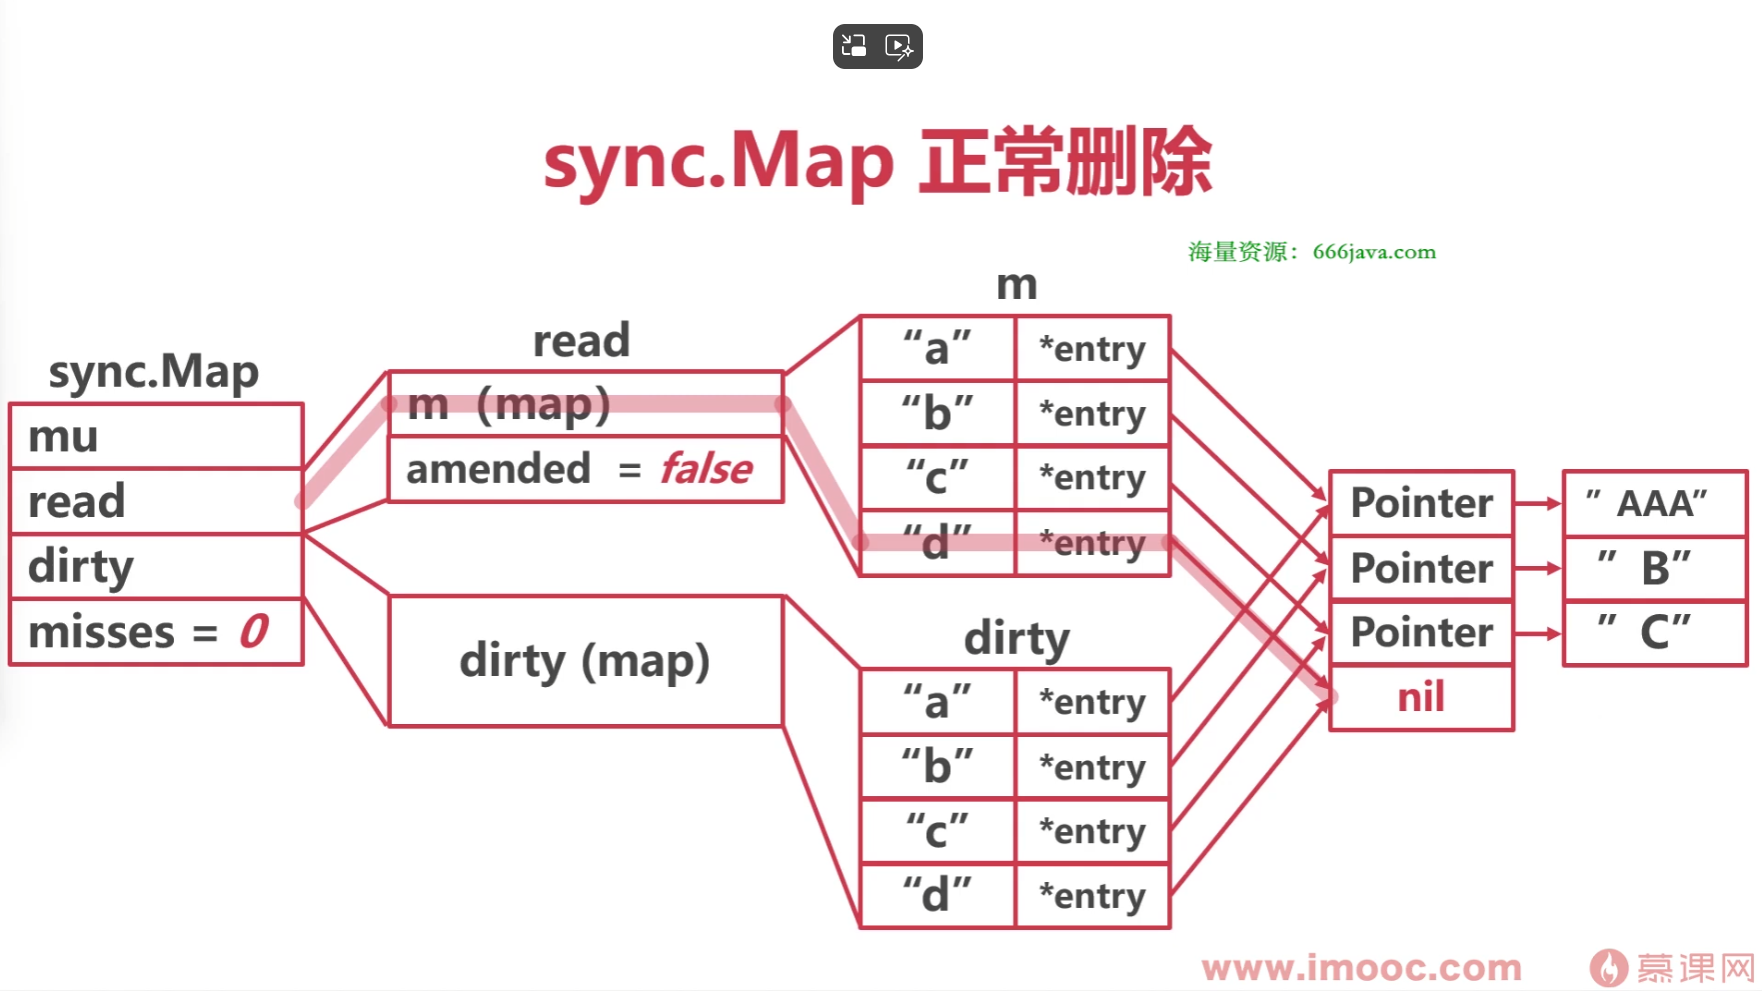 sync.Map 正常删除
海量资源：666java.com
sync.Map
mu
read
dirty
misses = 0
read
m (map)
amended = false
dirty (map)
m
“a” *entry
“b” *entry
“c” *entry
“d” *entry
dirty
“a” *entry
“b” *entry
“c” *entry
“d” *entry
Pointer
Pointer
Pointer
nil
” AAA”
” B”
” C”
www.imooc.com 慕课网